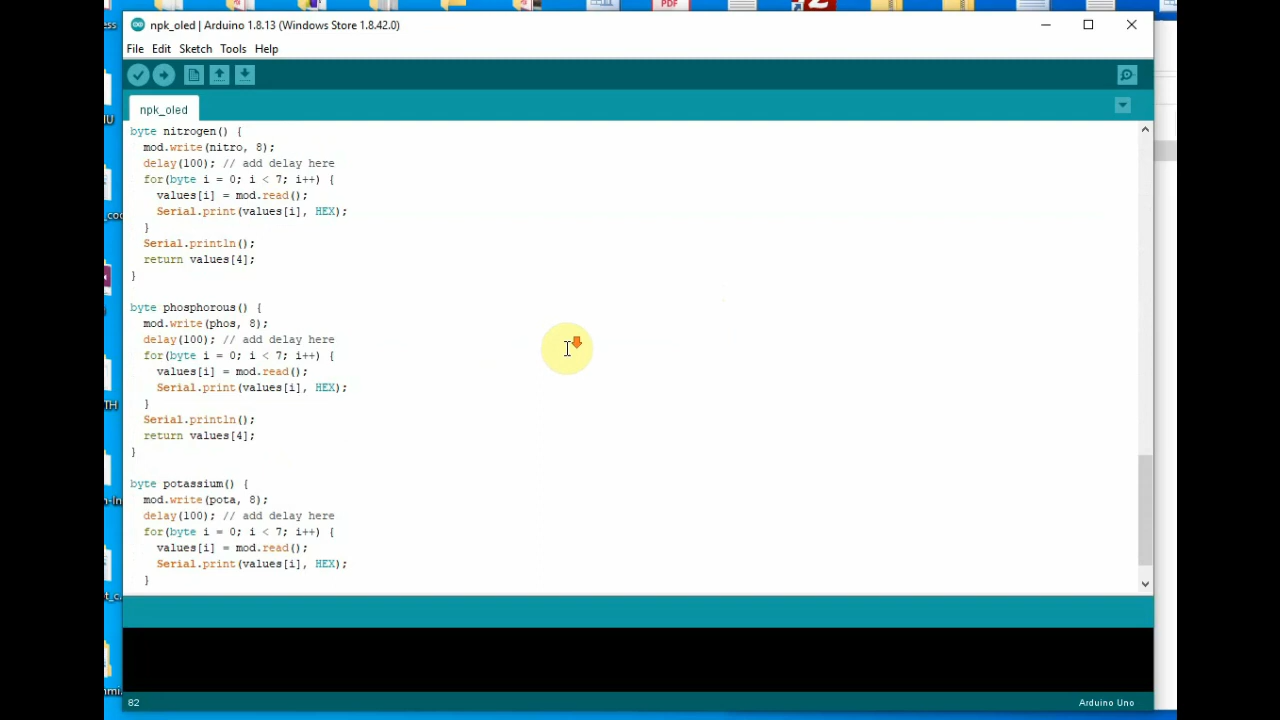 npk_oled | Arduino 1.8.13 (Windows Store 1.8.42.0)
File Edit Sketch Tools Help
npk_oled
byte nitrogen() {
mod.write(nitro, 8);
delay(100); // add delay here
for(byte i = 0; i < 7; i++) {
values[i] = mod.read();
Serial.print(values[i], HEX);
}
Serial.println();
return values[4];
}
byte phosphorous() {
mod.write(phos, 8);
delay(100); // add delay here
for(byte i = 0; i < 7; i++) {
values[i] = mod.read();
Serial.print(values[i], HEX);
}
Serial.println();
return values[4];
}
byte potassium() {
mod.write(pota, 8);
delay(100); // add delay here
for(byte i = 0; i < 7; i++) {
values[i] = mod.read();
Serial.print(values[i], HEX);
}
82
Arduino Uno
PDF